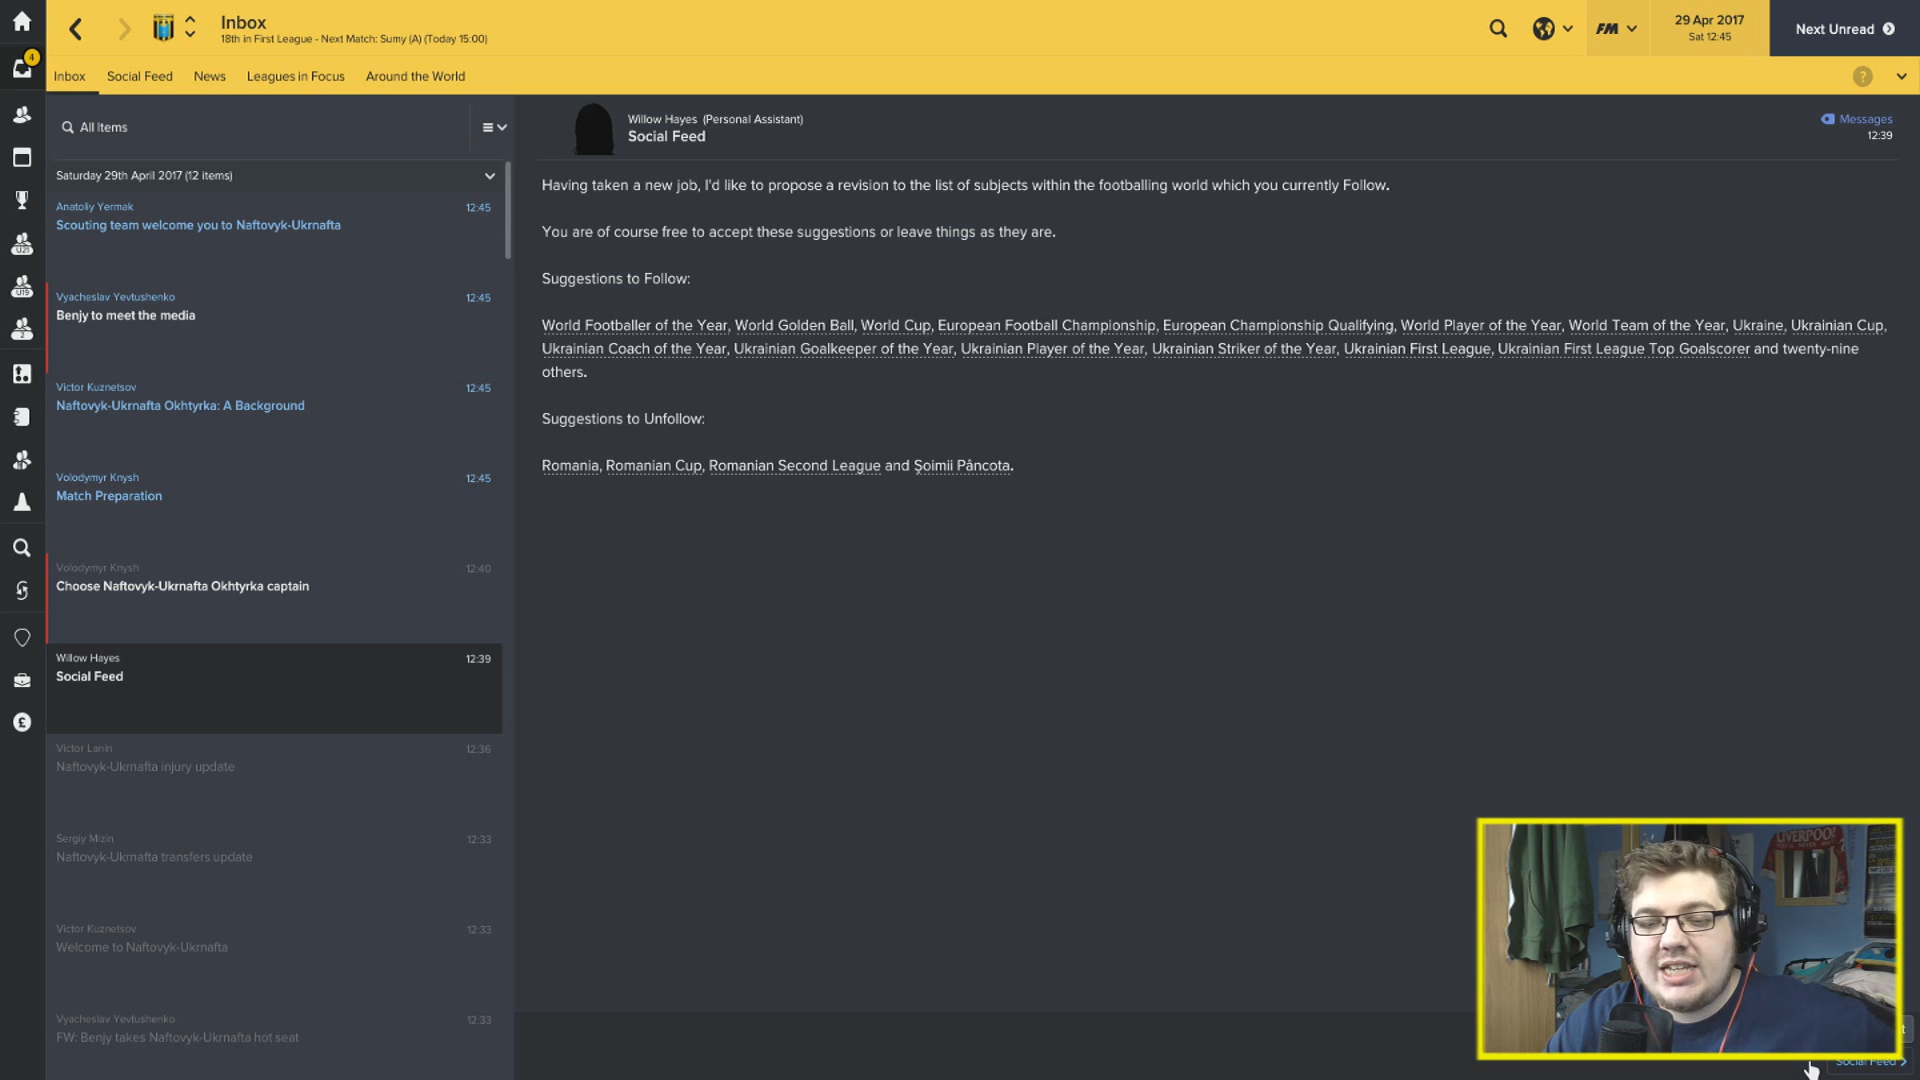 Inbox
18th in First League - Next Match: Sumy (A) (Today 15:00)
FM
29 Apr 2017
Sat 12:45
Next Unread
4
Inbox
Social Feed
News
Leagues in Focus
Around the World
?
All Items
Willow Hayes (Personal Assistant)
Social Feed
Messages
12:39
Saturday 29th April 2017 (12 items)
Anatoliy Yermak
12:45
Scouting team welcome you to Naftovyk-Ukrnafta
Vyacheslav Yevtushenko
12:45
Benjy to meet the media
Victor Kuznetsov
12:45
Naftovyk-Ukrnafta Okhtyrka: A Background
Volodymyr Knysh
12:45
Match Preparation
Volodymyr Knysh
12:40
Choose Naftovyk-Ukrnafta Okhtyrka captain
Willow Hayes
12:39
Social Feed
Victor Lanin
12:36
Naftovyk-Ukrnafta injury update
Sergiy Mizin
12:33
Naftovyk-Ukrnafta transfers update
Victor Kuznetsov
12:33
Welcome to Naftovyk-Ukrnafta
Vyacheslav Yevtushenko
12:33
FW: Benjy takes Naftovyk-Ukrnafta hot seat
Having taken a new job, I'd like to propose a revision to the list of subjects within the footballing world which you currently Follow.
You are of course free to accept these suggestions or leave things as they are.
Suggestions to Follow:
World Footballer of the Year, World Golden Ball, World Cup, European Football Championship, European Championship Qualifying, World Player of the Year, World Team of the Year, Ukraine, Ukrainian Cup,
Ukrainian Coach of the Year, Ukrainian Goalkeeper of the Year, Ukrainian Player of the Year, Ukrainian Striker of the Year, Ukrainian First League, Ukrainian First League Top Goalscorer and twenty-nine
others.
Suggestions to Unfollow:
Romania, Romanian Cup, Romanian Second League and Şoimii Pâncota.
U21
U19
2
£
LIVERPOOL
Social Feed